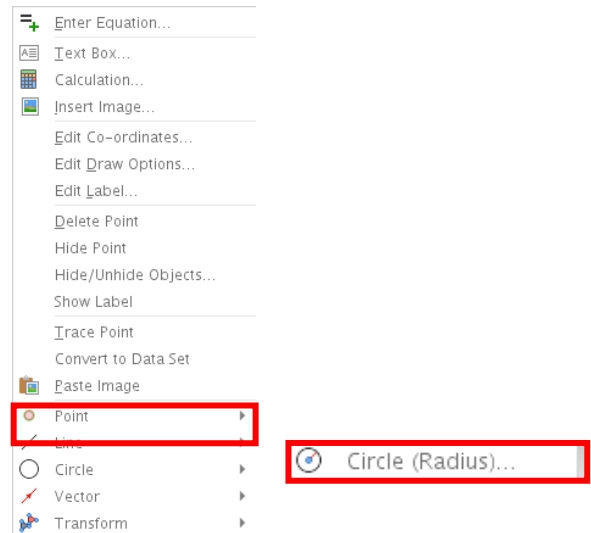 Enter Equation...
Text Box...
Calculation...
Insert Image...
Edit Co-ordinates...
Edit Draw Options...
Edit Label...
Delete Point
Hide Point
Hide/Unhide Objects...
Show Label
Trace Point
Convert to Data Set
Paste Image
Point
Line
Circle
Circle (Radius)...
Vector
Transform